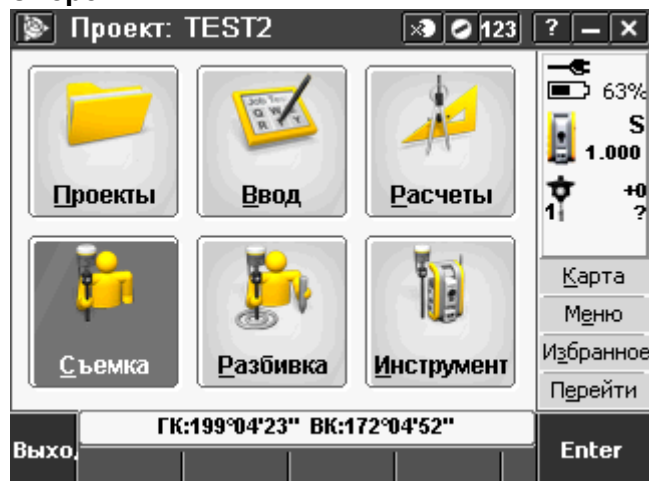 Проект: TEST2
123
?
63%
Проекты
Ввод
Расчеты
S
1.000
+0
1
?
Съемка
Разбивка
Инструмент
Карта
Меню
Избранное
Перейти
ГК:199°04'23" ВК:172°04'52"
Выхо
Enter